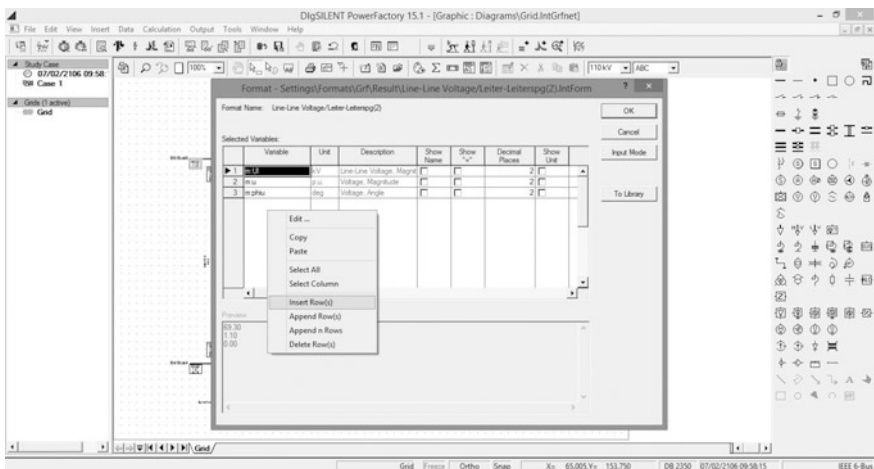 DIgSILENT PowerFactory 15.1 - [Graphic : Diagrams\Grid.IntGrfnet]
File Edit View Insert Data Calculation Output Tools Window Help
Study Case
07/02/2106 09:58:
Case 1
Grids (1 active)
Grid
100%
110 kV
ABC
Format - Settings\Formats\Grf\Result\Line-Line Voltage/Leiter-Leiterspg(2).IntForm
Format Name: Line-Line Voltage/Leiter-Leiterspg(2)
Selected Variables:
Variable Unit Description Show Name Show "=" Decimal Places Show Unit
1 m:Ul kV Line-Line Voltage, Magnit 2
2 m:u p.u. Voltage, Magnitude 2
3 m:phiu deg Voltage, Angle 2
OK
Cancel
Input Mode
To Library
Edit ...
Copy
Paste
Select All
Select Column
Insert Row(s)
Append Row(s)
Append n Rows
Delete Row(s)
Preview
69.30
1.10
0.00
Grid
Grid Freeze Ortho Snap X= 65,005,Y= 153,750 DB 2350 07/02/2106 09:58:15 IEEE 6-Bus